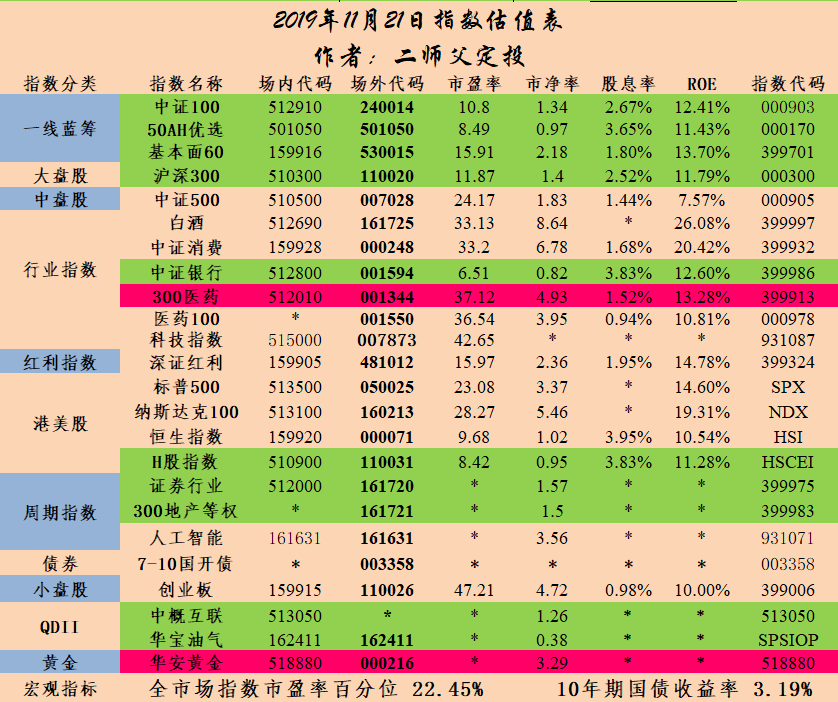 2019年11月21日指数估值表
作者：二师父定投
指数分类 指数名称 场内代码 场外代码 市盈率 市净率 股息率 ROE 指数代码
一线蓝筹 中证100 512910 240014 10.8 1.34 2.67% 12.41% 000903
50AH优选 501050 501050 8.49 0.97 3.65% 11.43% 000170
基本面60 159916 530015 15.91 2.18 1.80% 13.70% 399701
大盘股 沪深300 510300 110020 11.87 1.4 2.52% 11.79% 000300
中盘股 中证500 510500 007028 24.17 1.83 1.44% 7.57% 000905
行业指数 白酒 512690 161725 33.13 8.64 * 26.08% 399997
中证消费 159928 000248 33.2 6.78 1.68% 20.42% 399932
中证银行 512800 001594 6.51 0.82 3.83% 12.60% 399986
300医药 512010 001344 37.12 4.93 1.52% 13.28% 399913
医药100 * 001550 36.54 3.95 0.94% 10.81% 000978
科技指数 515000 007873 42.65 * * * 931087
红利指数 深证红利 159905 481012 15.97 2.36 1.95% 14.78% 399324
港美股 标普500 513500 050025 23.08 3.37 * 14.60% SPX
纳斯达克100 513100 160213 28.27 5.46 * 19.31% NDX
恒生指数 159920 000071 9.68 1.02 3.95% 10.54% HSI
H股指数 510900 110031 8.42 0.95 3.83% 11.28% HSCEI
周期指数 证券行业 512000 161720 * 1.57 * * 399975
300地产等权 * 161721 * 1.5 * * 399983
人工智能 161631 161631 * 3.56 * * 931071
债券 7-10国开债 * 003358 * * * * 003358
小盘股 创业板 159915 110026 47.21 4.72 0.98% 10.00% 399006
QDII 中概互联 513050 * * 1.26 * * 513050
华宝油气 162411 162411 * 0.38 * * SPSIOP
黄金 华安黄金 518880 000216 * 3.29 * * 518880
宏观指标 全市场指数市盈率百分位 22.45% 10年期国债收益率 3.19%